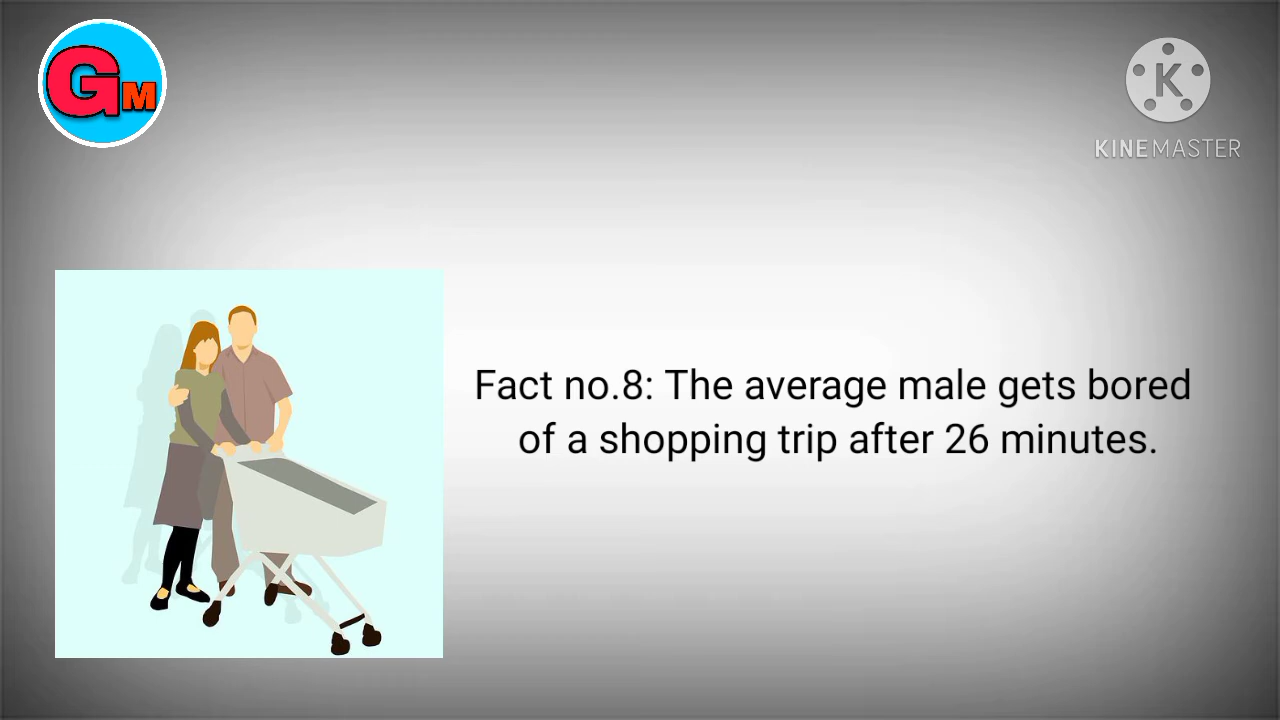 GM
K
KINEMASTER
Fact no.8: The average male gets bored
of a shopping trip after 26 minutes.